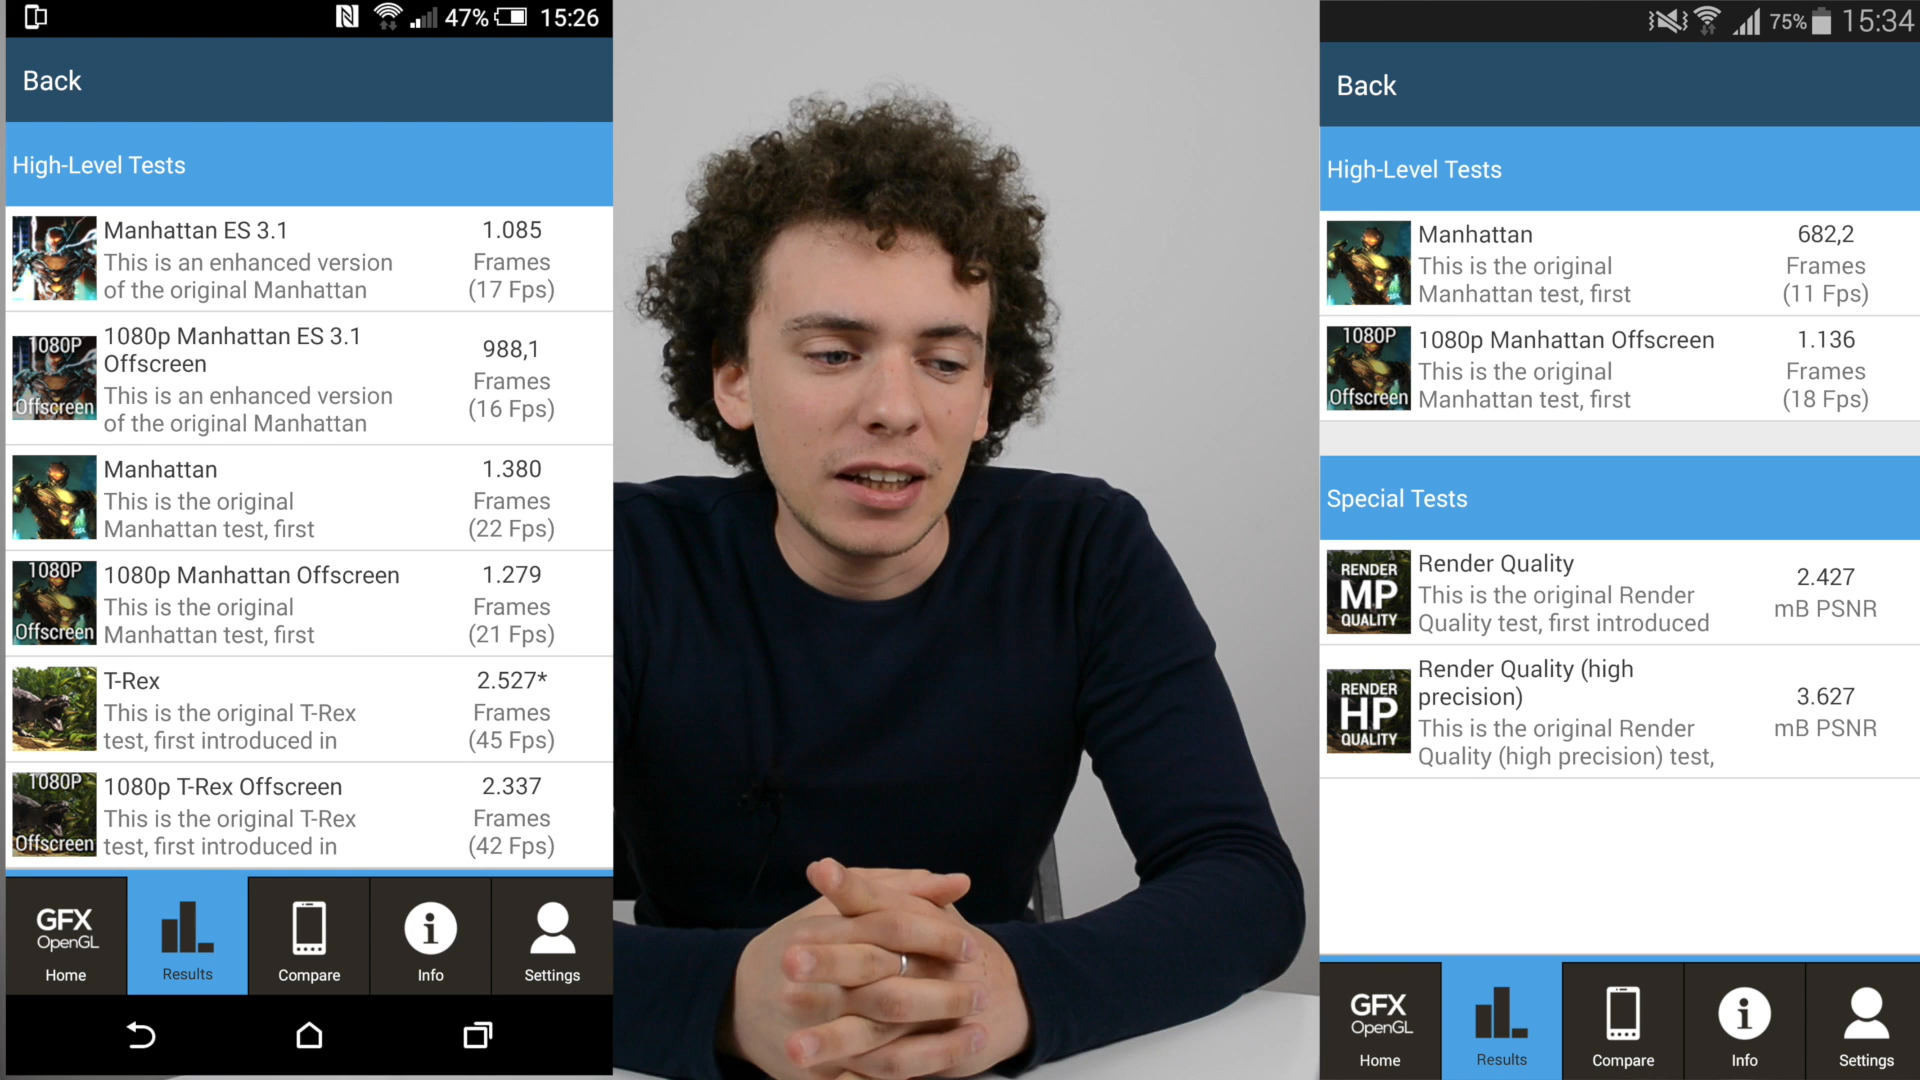 47% 15:26
Back
High-Level Tests
Manhattan ES 3.1
This is an enhanced version
of the original Manhattan
1.085
Frames
(17 Fps)
1080P
Offscreen
1080p Manhattan ES 3.1
Offscreen
This is an enhanced version
of the original Manhattan
988,1
Frames
(16 Fps)
Manhattan
This is the original
Manhattan test, first
1.380
Frames
(22 Fps)
1080P
Offscreen
1080p Manhattan Offscreen
This is the original
Manhattan test, first
1.279
Frames
(21 Fps)
T-Rex
This is the original T-Rex
test, first introduced in
2.527*
Frames
(45 Fps)
1080P
Offscreen
1080p T-Rex Offscreen
This is the original T-Rex
test, first introduced in
2.337
Frames
(42 Fps)
GFX
OpenGL
Home
Results
Compare
Info
Settings
75% 15:34
Back
High-Level Tests
Manhattan
This is the original
Manhattan test, first
682,2
Frames
(11 Fps)
1080P
Offscreen
1080p Manhattan Offscreen
This is the original
Manhattan test, first
1.136
Frames
(18 Fps)
Special Tests
RENDER
MP
QUALITY
Render Quality
This is the original Render
Quality test, first introduced
2.427
mB PSNR
RENDER
HP
QUALITY
Render Quality (high
precision)
This is the original Render
Quality (high precision) test,
3.627
mB PSNR
GFX
OpenGL
Home
Results
Compare
Info
Settings